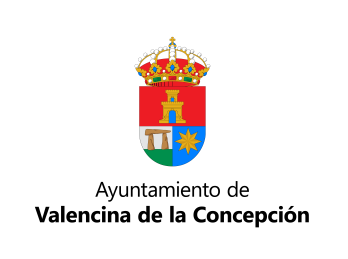 Ayuntamiento de
Valencina de la Concepción